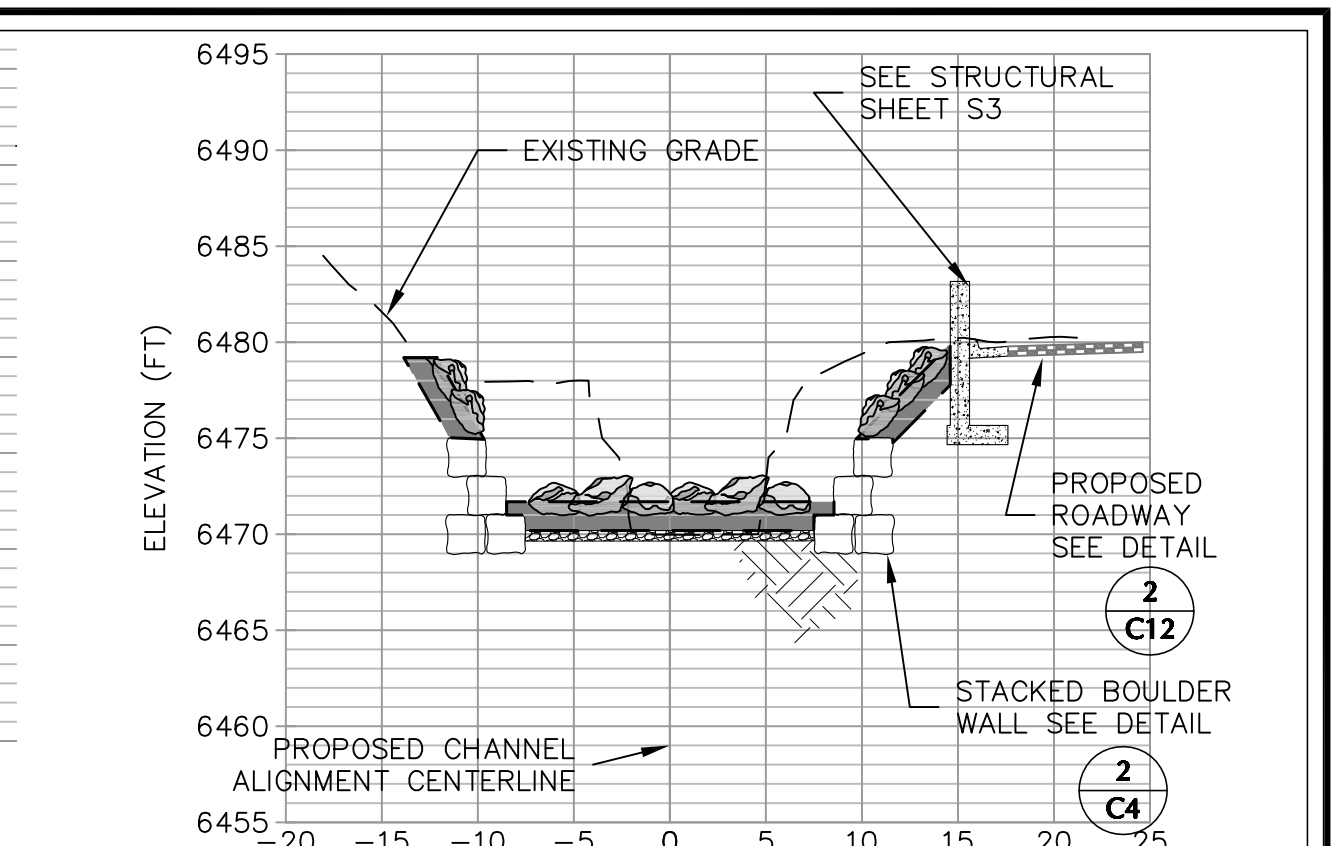 6495
SEE STRUCTURAL
SHEET S3
6490
EXISTING GRADE
6485
6480
ELEVATION (FT)
6475
PROPOSED
ROADWAY
SEE DETAIL
6470
2
C12
6465
STACKED BOULDER
WALL SEE DETAIL
6460
PROPOSED CHANNEL
ALIGNMENT CENTERLINE
2
C4
6455
-20 -15 -10 -5 0 5 10 15 20 25